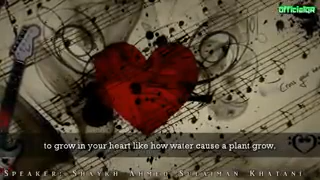 OfficialQR
to grow in your heart like how water cause a plant grow.
Speaker: Shaykh Ahmed Sulaiman Khatani